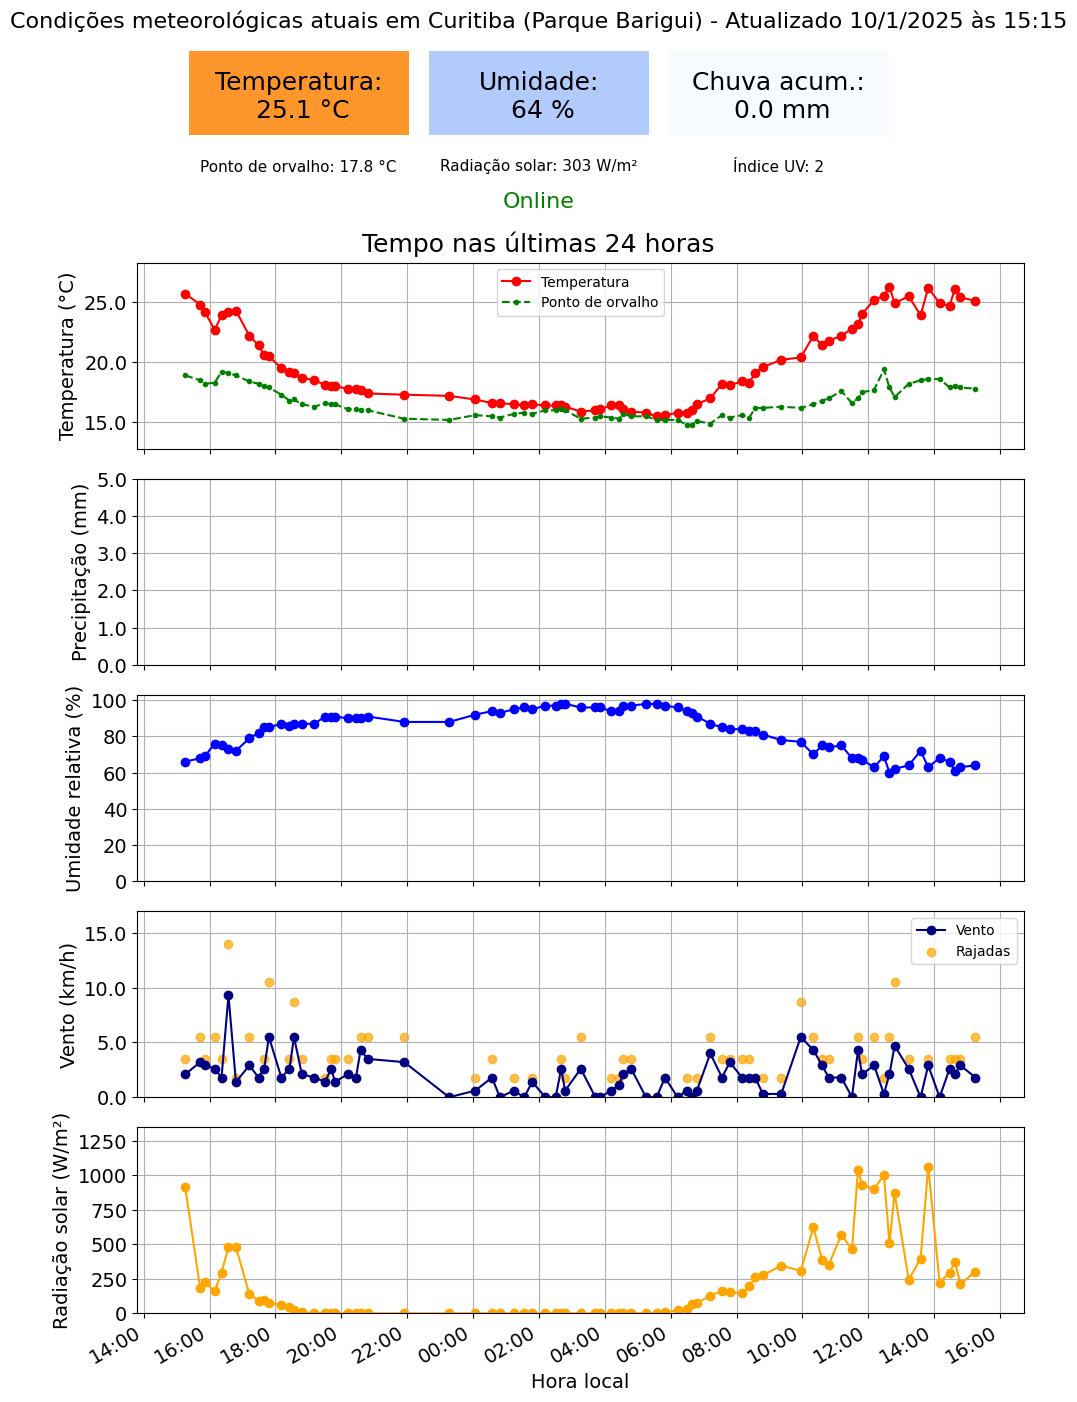 Condições meteorológicas atuais em Curitiba (Parque Barigui) - Atualizado 10/1/2025 às 15:15
Temperatura:
25.1 °C
Umidade:
64 %
Chuva acum.:
0.0 mm
Ponto de orvalho: 17.8 °C
Radiação solar: 303 W/m²
Índice UV: 2
Online
Tempo nas últimas 24 horas
Temperatura (°C)
25.0
20.0
15.0
Temperatura
Ponto de orvalho
Precipitação (mm)
5.0
4.0
3.0
2.0
1.0
0.0
Umidade relativa (%)
100
80
60
40
20
0
Vento (km/h)
15.0
10.0
5.0
0.0
Vento
Rajadas
Radiação solar (W/m²)
1250
1000
750
500
250
0
14:00
16:00
18:00
20:00
22:00
00:00
02:00
04:00
06:00
08:00
10:00
12:00
14:00
16:00
Hora local